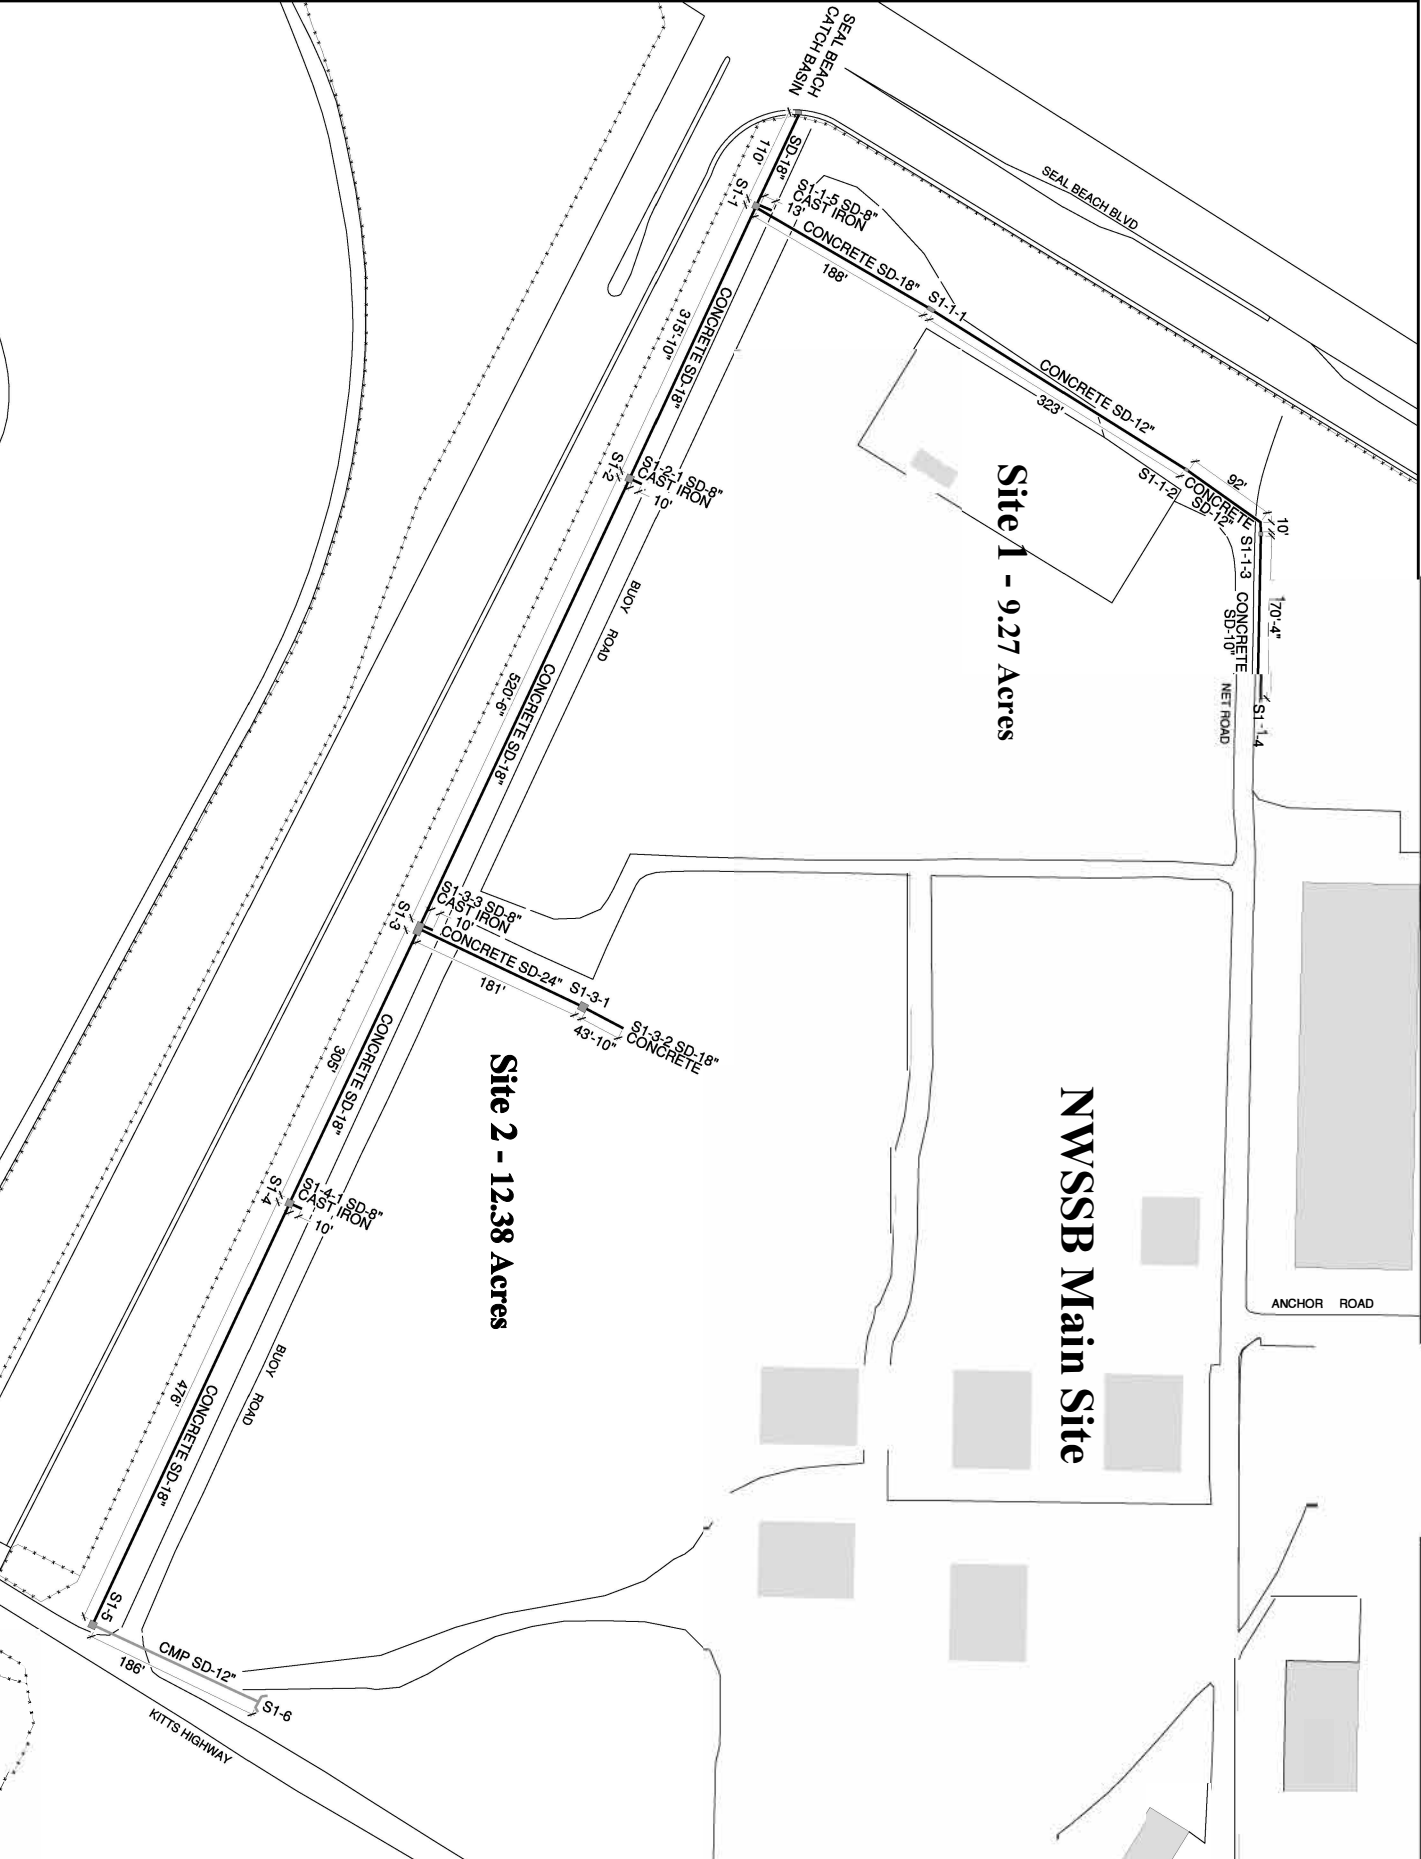 SEAL BEACH
CATCH BASIN
SEAL BEACH BLVD
SD-18"
110'
S1-1
S1-1-5 SD-8"
CAST IRON
13'
CONCRETE SD-18"
188'
S1-1-1
CONCRETE SD-12"
323'
S1-1-2
92'
CONCRETE
SD-12"
10'
S1-1-3
CONCRETE
SD-10"
170'-4"
S1-1-4
NET ROAD
CONCRETE SD-18"
315'-10"
S1-2
S1-2-1 SD-8"
CAST IRON
10'
Site 1 - 9.27 Acres
BUOY ROAD
CONCRETE SD-18"
520'-6"
S1-3
S1-3-3 SD-8"
CAST IRON
10'
CONCRETE SD-24"
181'
S1-3-1
43'-10"
S1-3-2 SD-18"
CONCRETE
CONCRETE SD-18"
305'
S1-4
S1-4-1 SD-8"
CAST IRON
10'
Site 2 - 12.38 Acres
NWSSB Main Site
ANCHOR ROAD
BUOY ROAD
CONCRETE SD-18"
476'
S1-5
CMP SD-12"
186'
S1-6
KITTS HIGHWAY